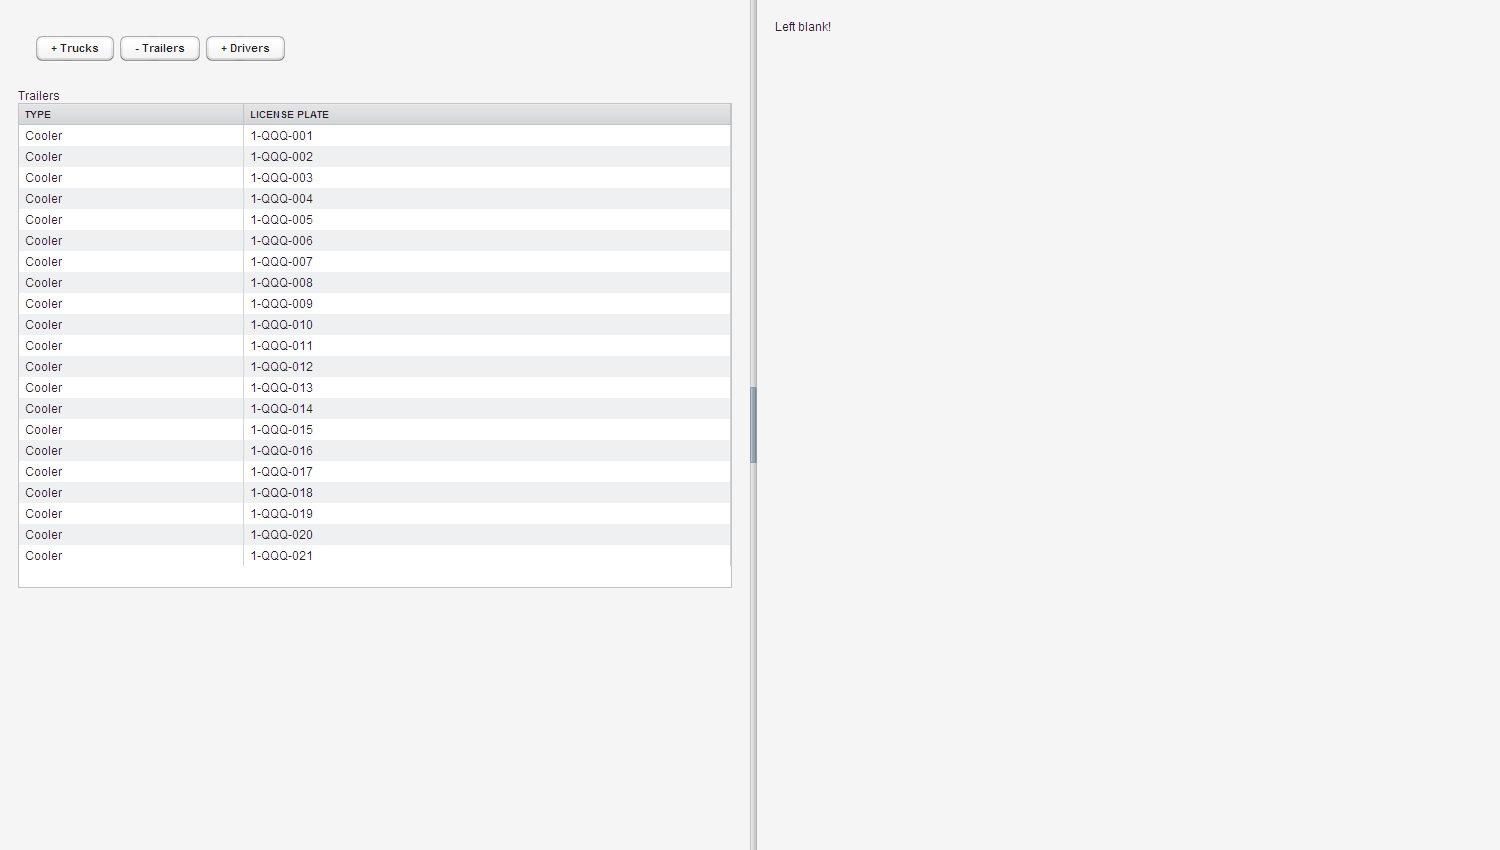 + Trucks - Trailers + Drivers
Left blank!
Trailers
TYPE LICENSE PLATE
Cooler 1-QQQ-001
Cooler 1-QQQ-002
Cooler 1-QQQ-003
Cooler 1-QQQ-004
Cooler 1-QQQ-005
Cooler 1-QQQ-006
Cooler 1-QQQ-007
Cooler 1-QQQ-008
Cooler 1-QQQ-009
Cooler 1-QQQ-010
Cooler 1-QQQ-011
Cooler 1-QQQ-012
Cooler 1-QQQ-013
Cooler 1-QQQ-014
Cooler 1-QQQ-015
Cooler 1-QQQ-016
Cooler 1-QQQ-017
Cooler 1-QQQ-018
Cooler 1-QQQ-019
Cooler 1-QQQ-020
Cooler 1-QQQ-021